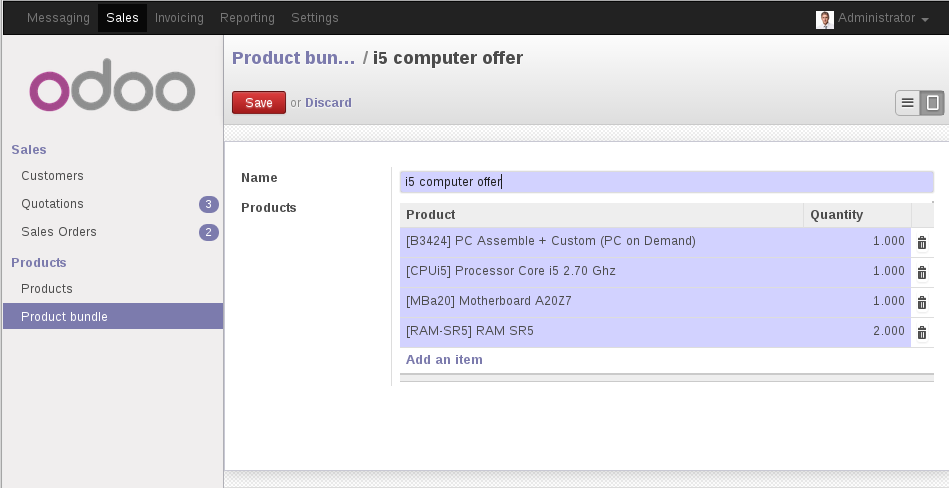 Messaging Sales Invoicing Reporting Settings Administrator
odoo
Product bun... / i5 computer offer
Save or Discard
Sales
Customers
Quotations 3
Sales Orders 2
Products
Products
Product bundle
Name i5 computer offer
Products
Product Quantity
[B3424] PC Assemble + Custom (PC on Demand) 1.000
[CPUi5] Processor Core i5 2.70 Ghz 1.000
[MBa20] Motherboard A20Z7 1.000
[RAM-SR5] RAM SR5 2.000
Add an item